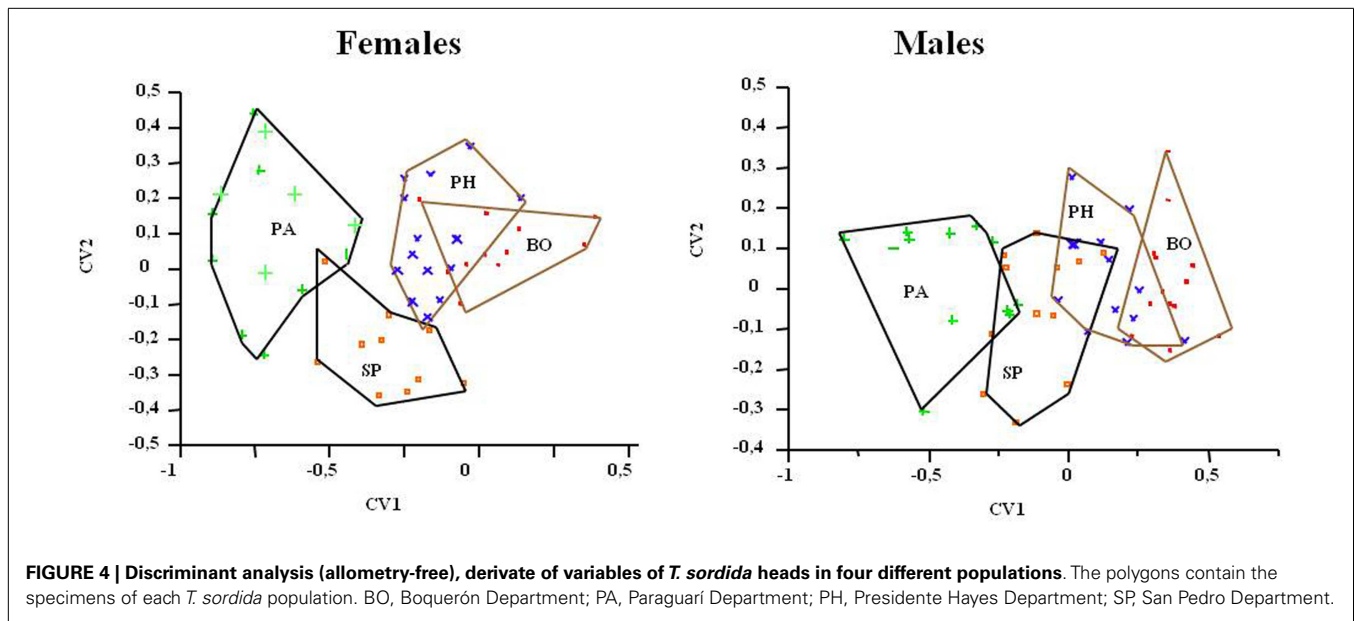 Females
Males
0,5
0,4
0,3
0,2
0,1
0
-0,1
-0,2
-0,3
-0,4
-0,5
CV2
PA
SP
PH
BO
-1
-0,5
0
0,5
CV1
0,5
0,4
0,3
0,2
0,1
0
-0,1
-0,2
-0,3
-0,4
CV2
PA
SP
PH
BO
-1
-0,5
0
0,5
CV1
FIGURE 4 | Discriminant analysis (allometry-free), derivate of variables of T. sordida heads in four different populations. The polygons contain the
specimens of each T. sordida population. BO, Boquerón Department; PA, Paraguarí Department; PH, Presidente Hayes Department; SP, San Pedro Department.